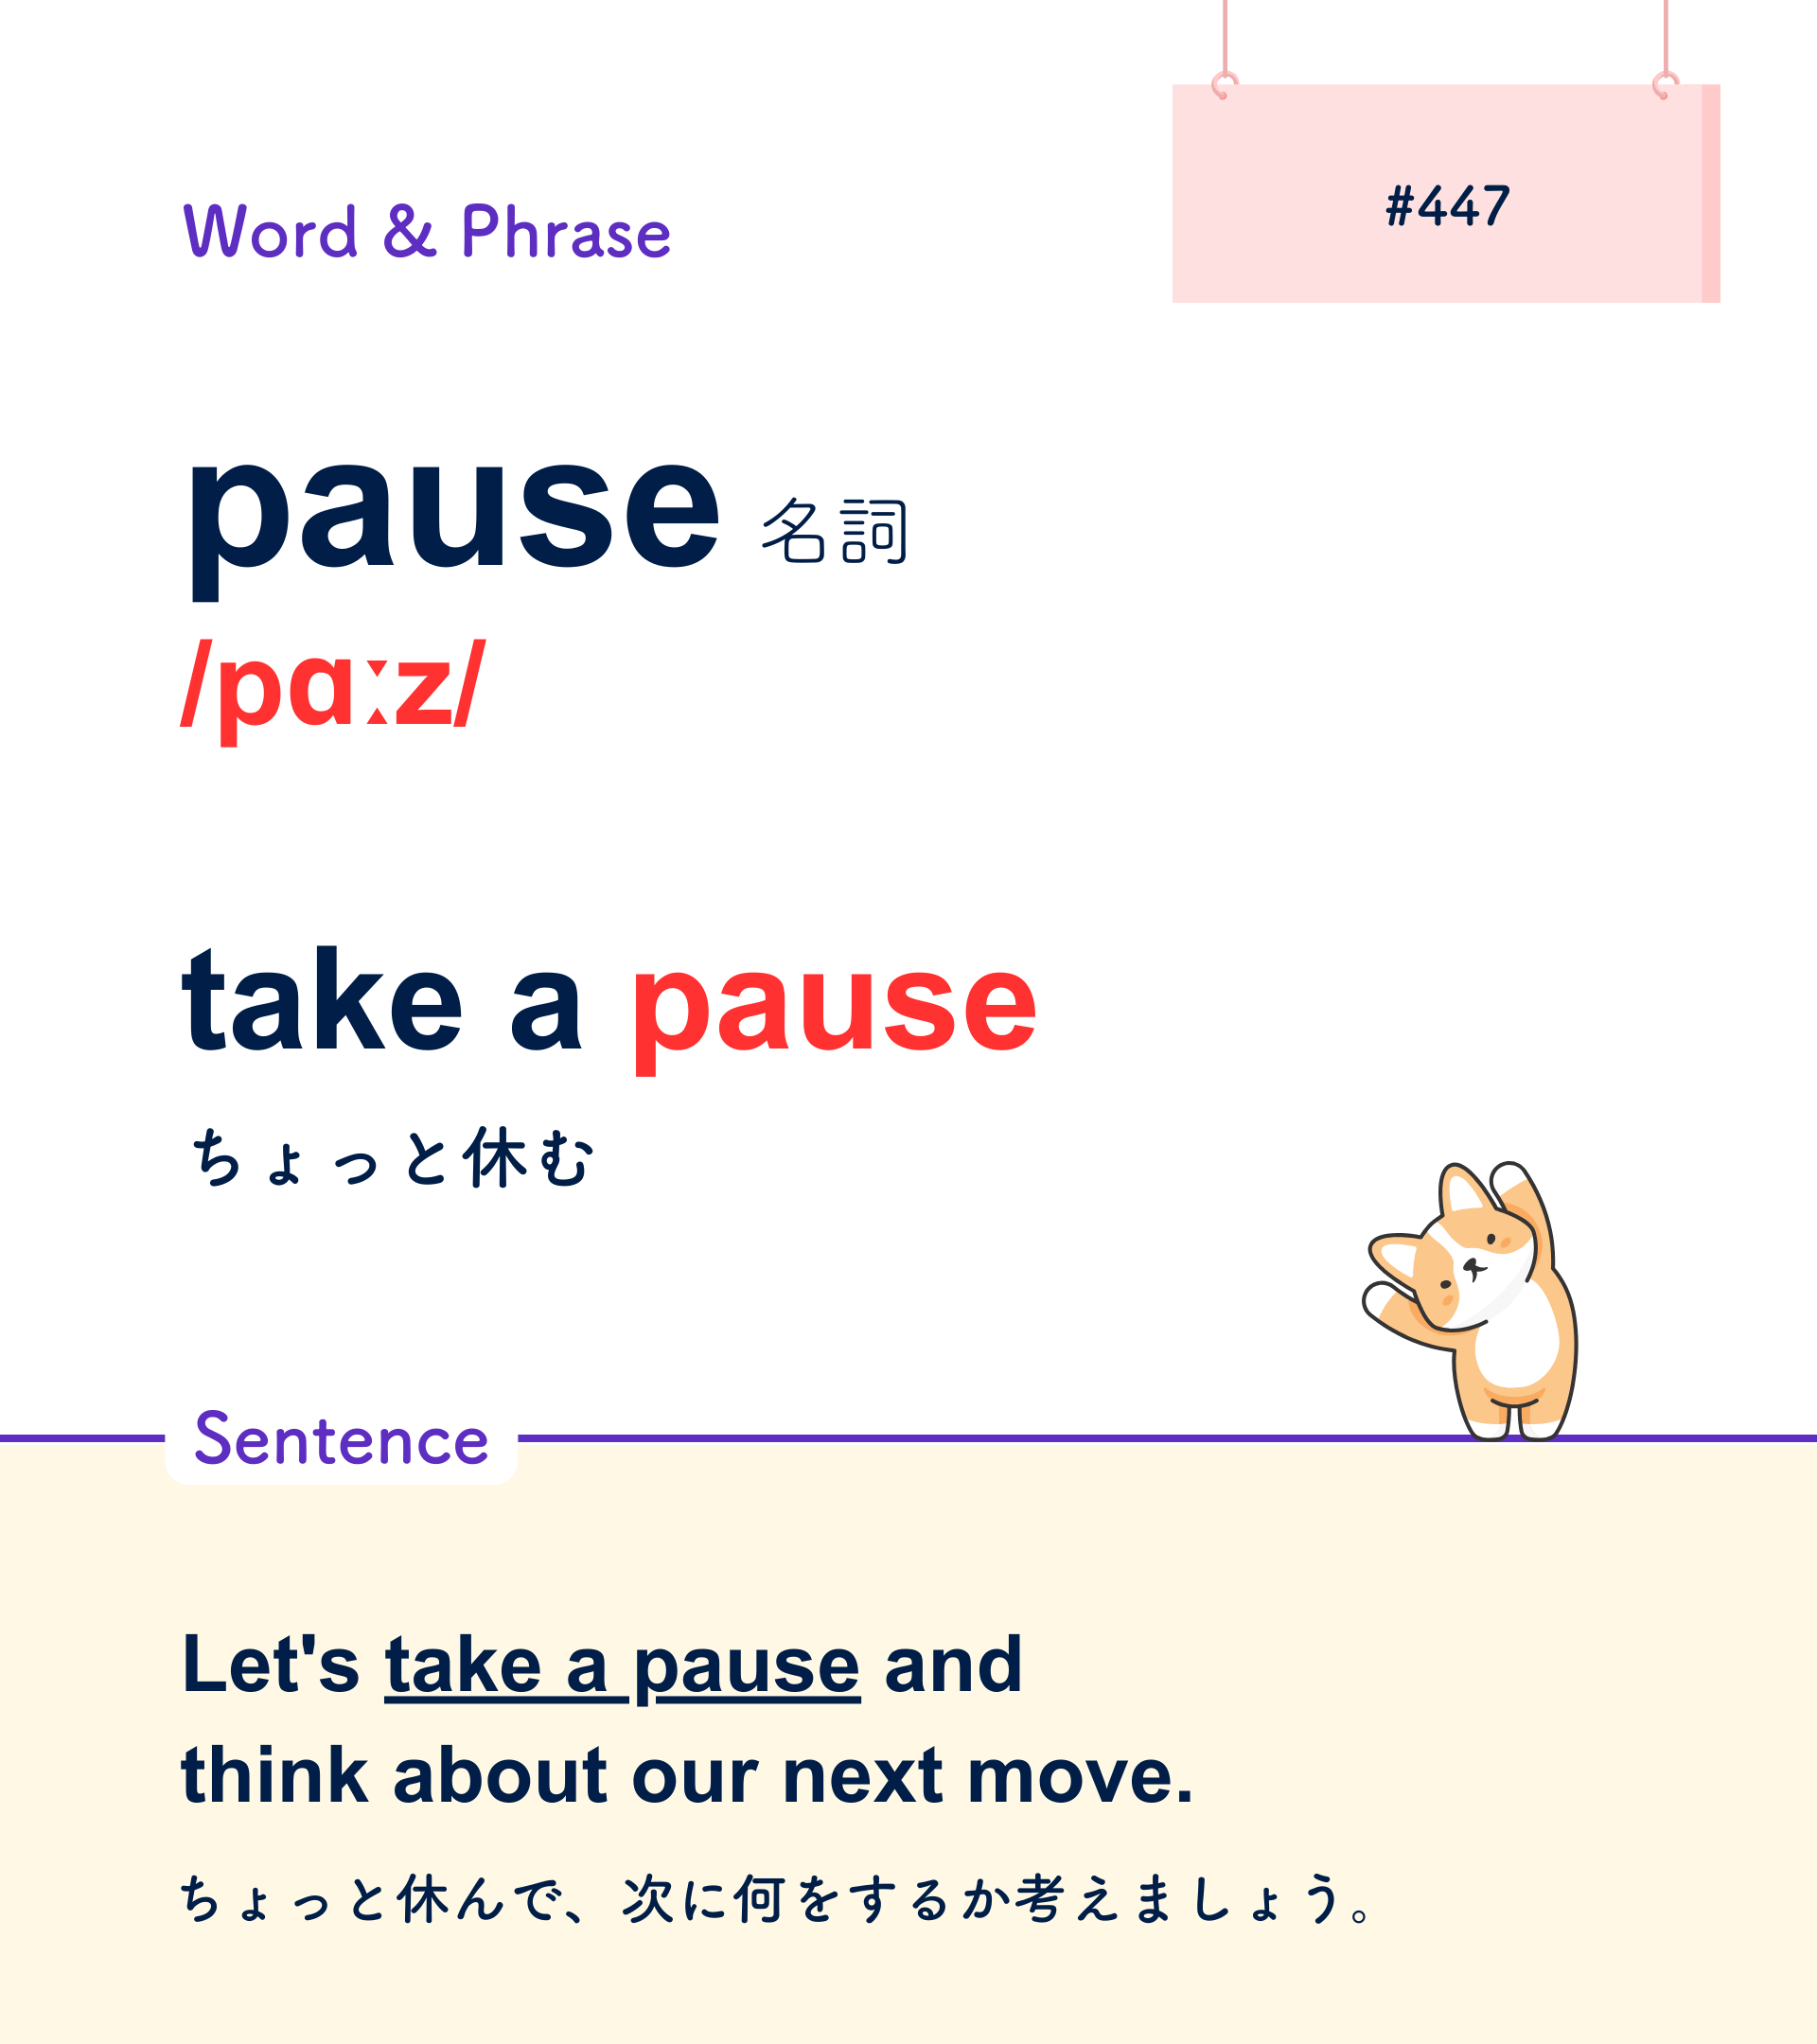 #447
Word & Phrase
pause 名詞
/pɑːz/
take a pause
ちょっと休む
Sentence
Let's take a pause and
think about our next move.
ちょっと休んで、次に何をするか考えましょう。